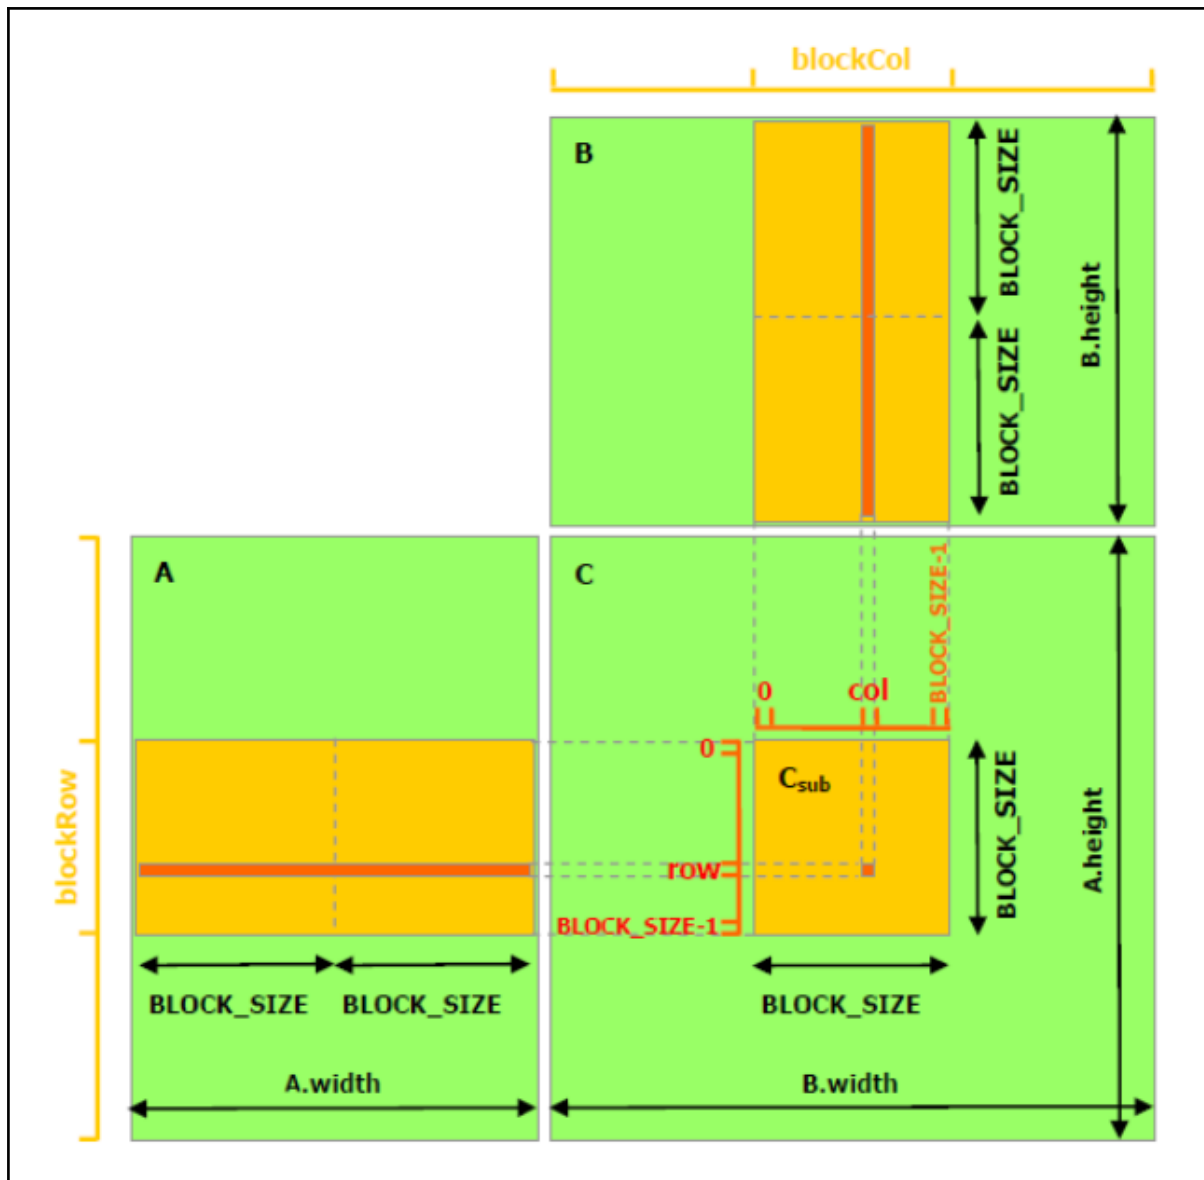 blockCol
B
BLOCK_SIZE
BLOCK_SIZE
B.height
A
C
BLOCK_SIZE-1
0
col
0
C_sub
row
BLOCK_SIZE-1
BLOCK_SIZE
A.height
blockRow
BLOCK_SIZE
BLOCK_SIZE
BLOCK_SIZE
A.width
B.width